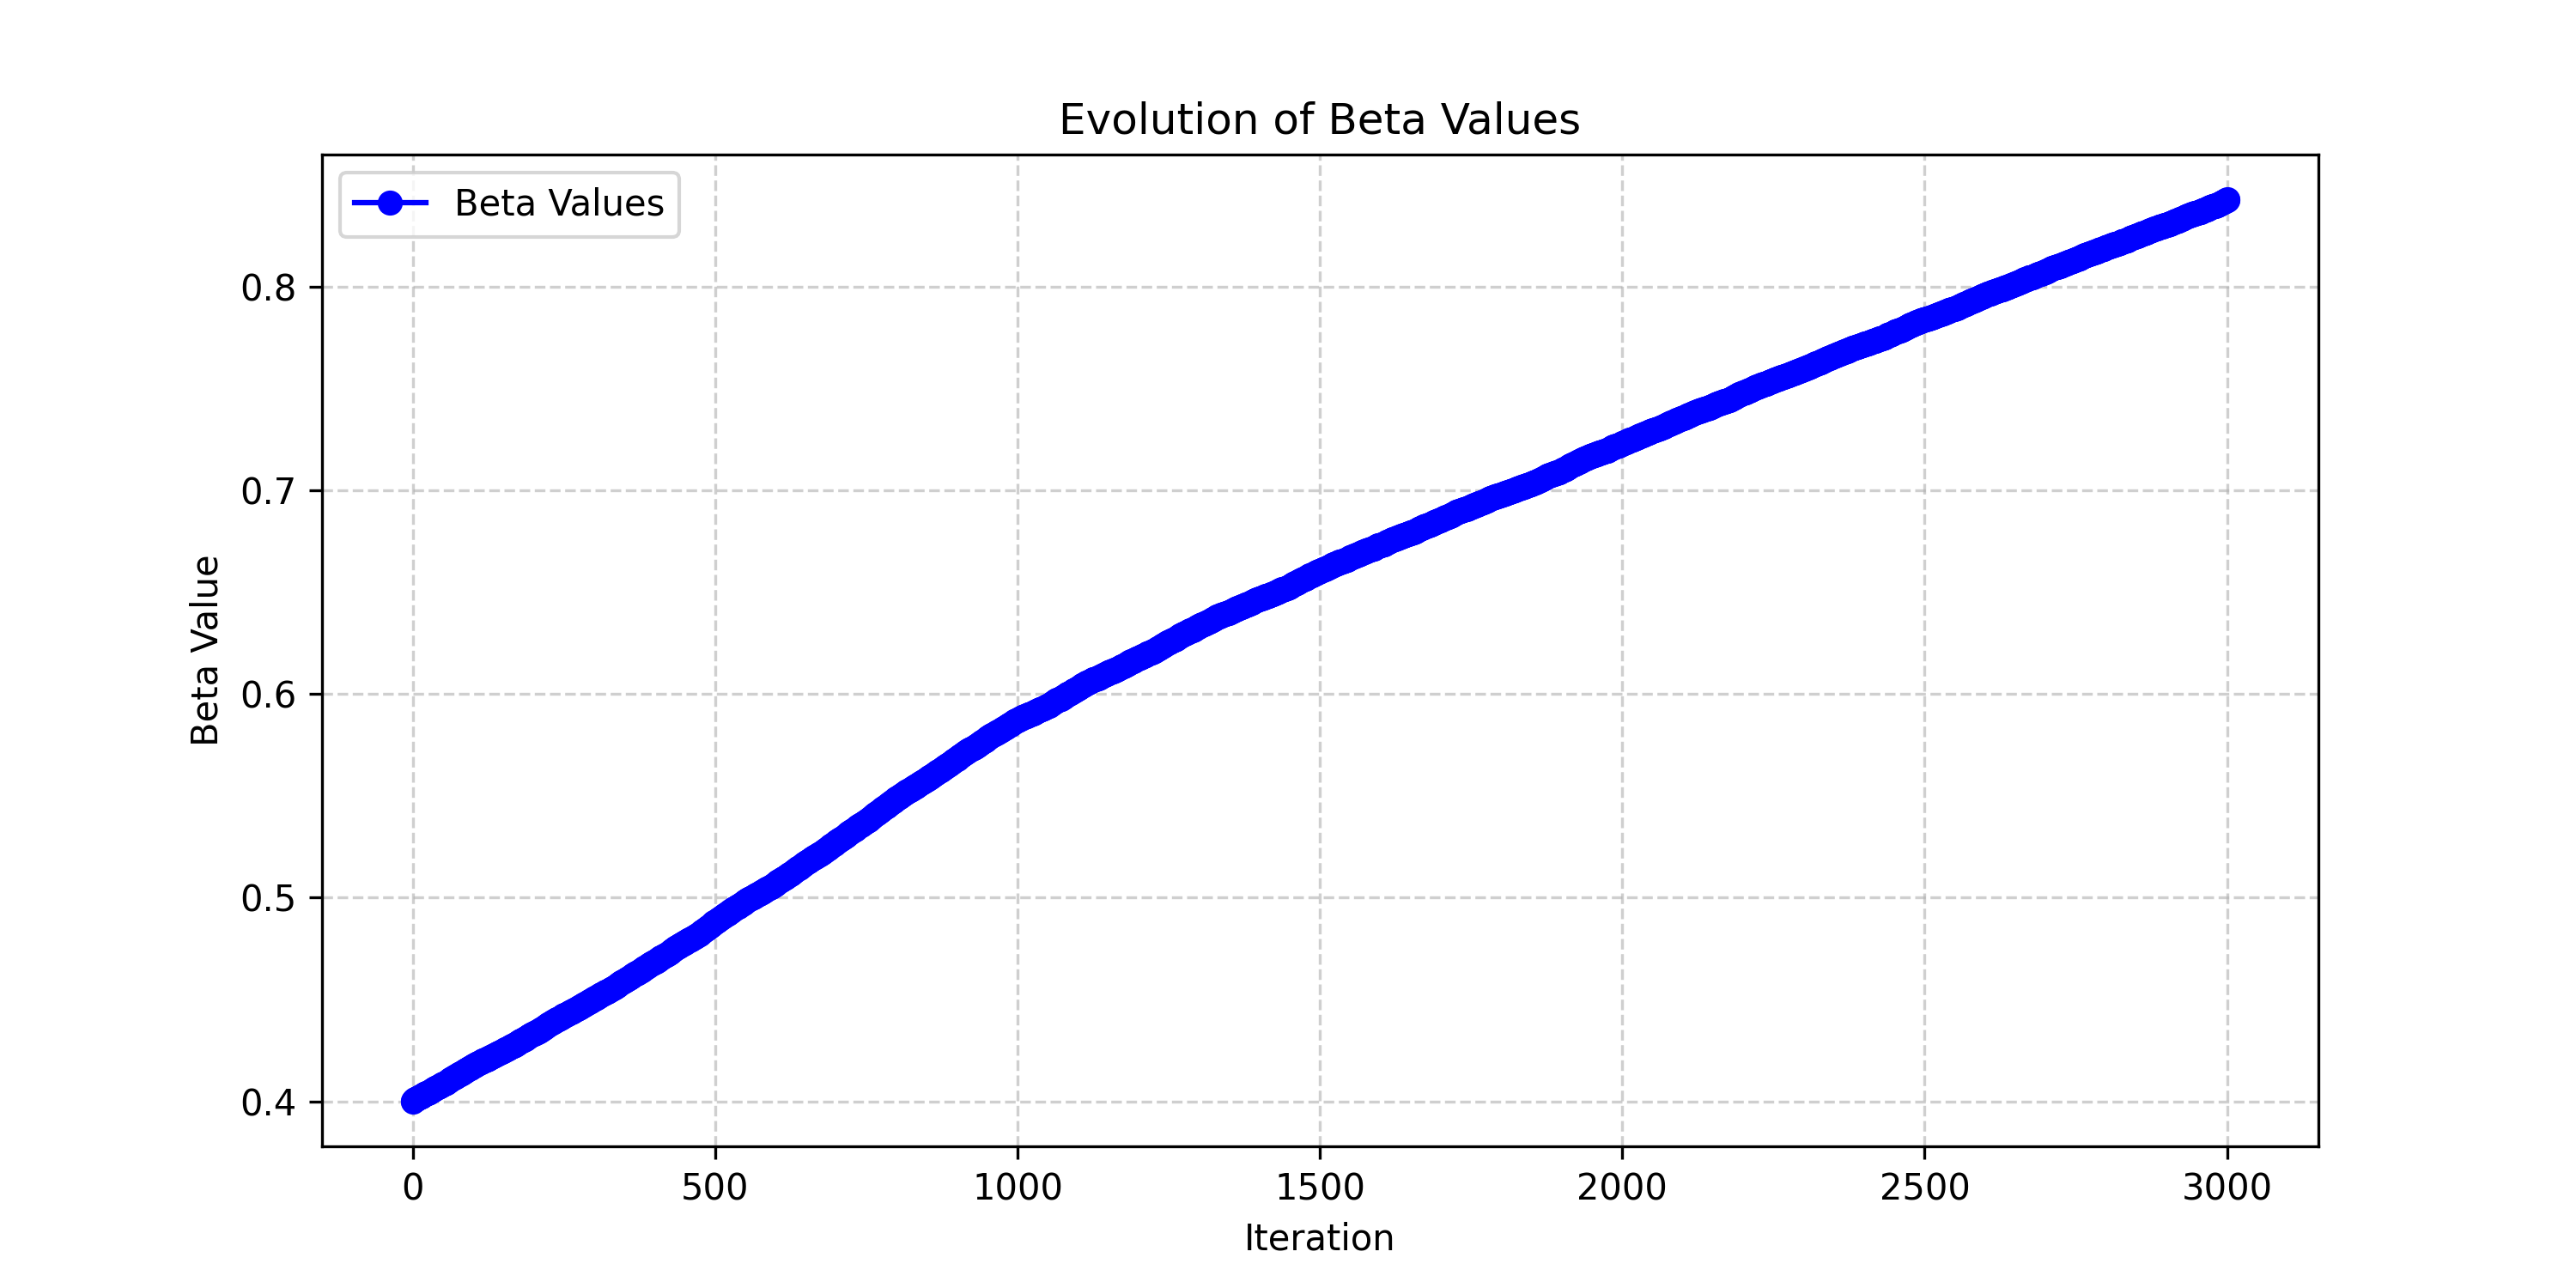 Evolution of Beta Values
Beta Values
Beta Value
0.8
0.7
0.6
0.5
0.4
0 500 1000 1500 2000 2500 3000
Iteration